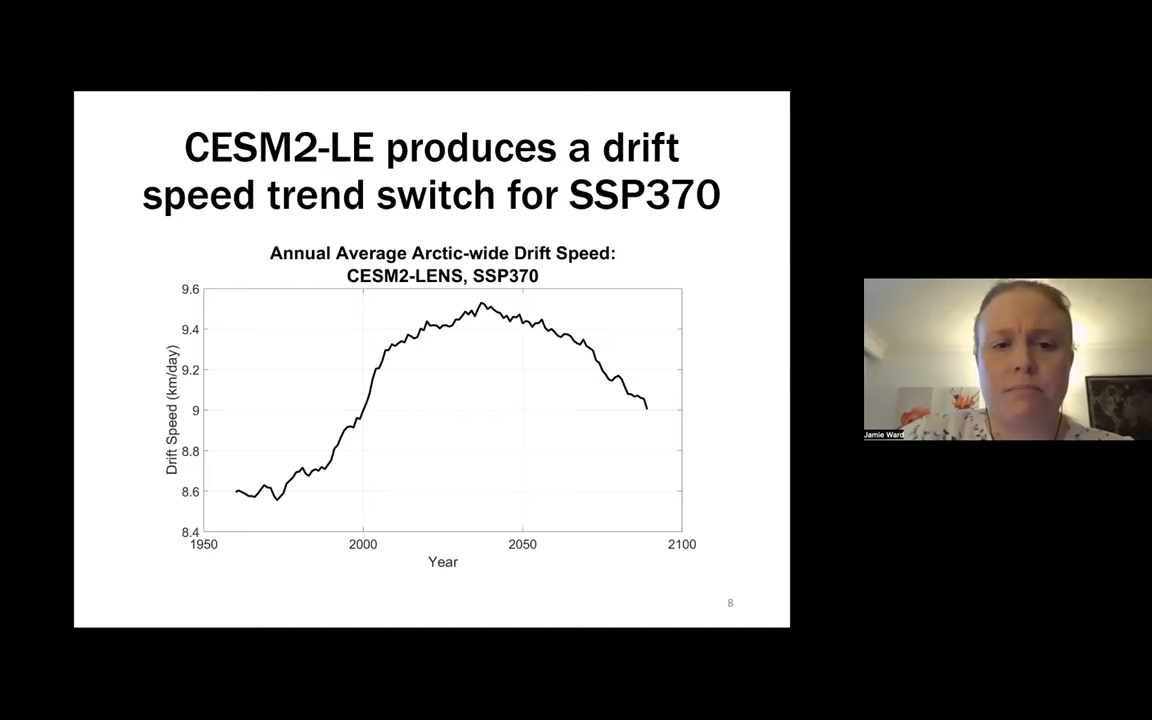 CESM2-LE produces a drift
speed trend switch for SSP370
Annual Average Arctic-wide Drift Speed:
CESM2-LENS, SSP370
Drift Speed (km/day)
9.6
9.4
9.2
9
8.8
8.6
8.4
1950
2000
2050
2100
Year
8
Jamie Ward